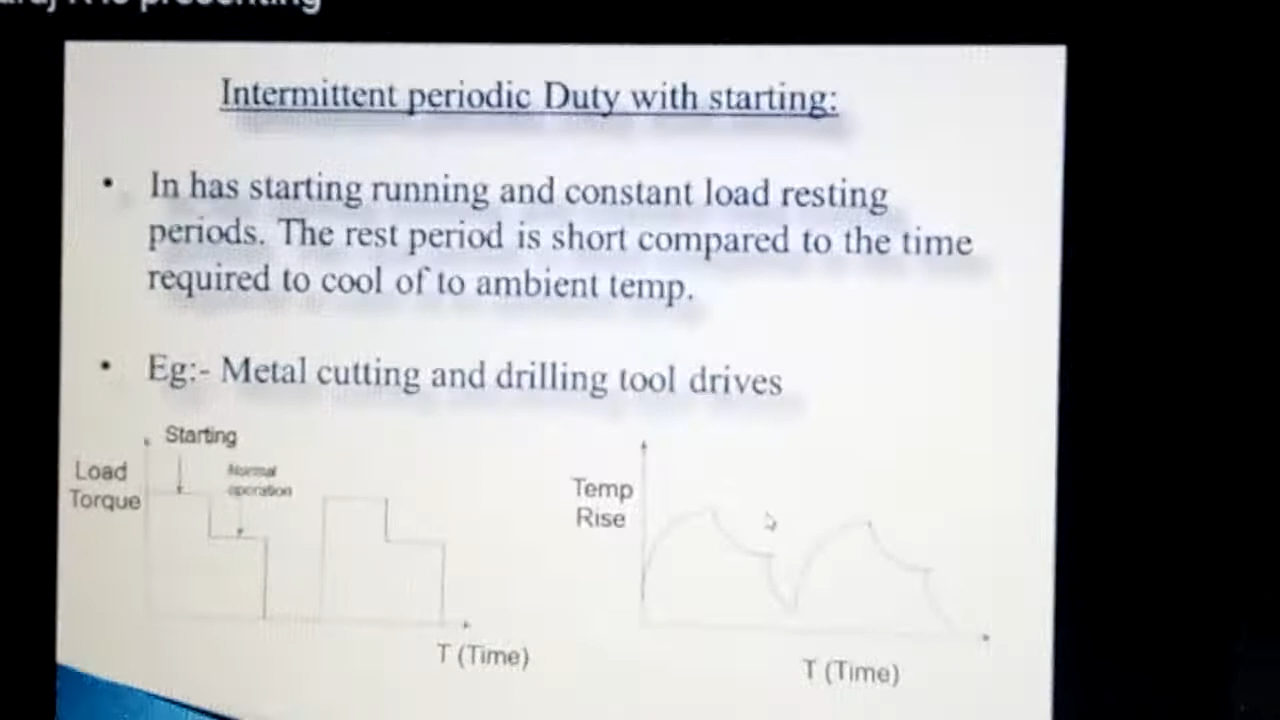 is presenting
Intermittent periodic Duty with starting:
• In has starting running and constant load resting
periods. The rest period is short compared to the time
required to cool of to ambient temp.
• Eg:- Metal cutting and drilling tool drives
Starting
Load
Torque
Normal
operation
T (Time)
Temp
Rise
T (Time)